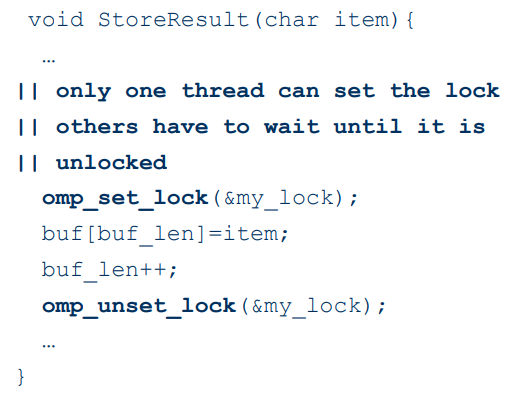 void StoreResult(char item){
…
|| only one thread can set the lock
|| others have to wait until it is
|| unlocked
omp_set_lock(&my_lock);
buf[buf_len]=item;
buf_len++;
omp_unset_lock(&my_lock);
…
}